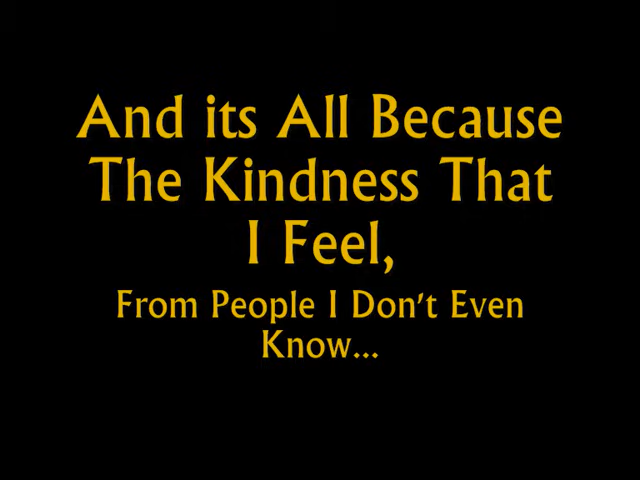 And its All Because
The Kindness That
I Feel,
From People I Don't Even
Know...